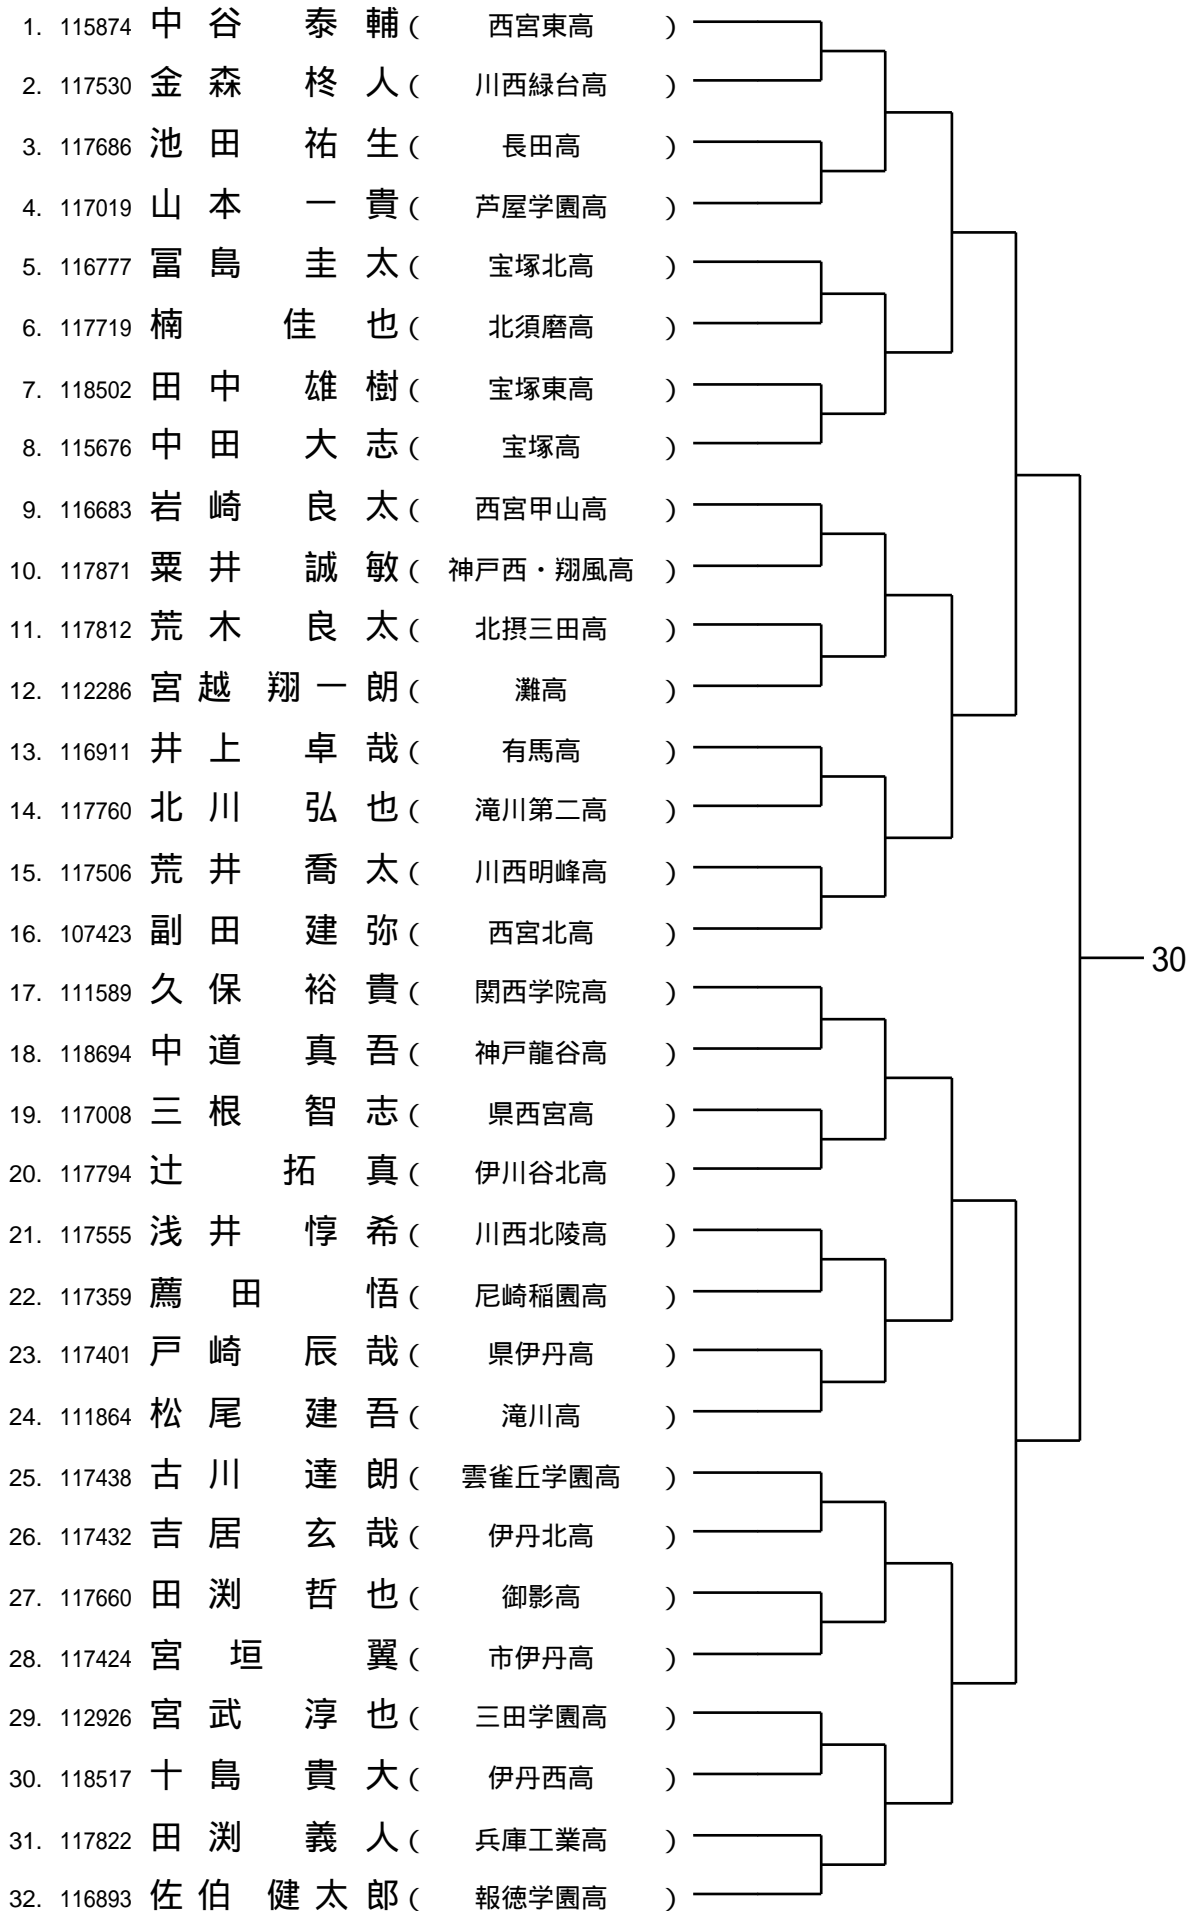 1. 115874 中谷 泰輔( 西宮東高 )
2. 117530 金森 柊人( 川西緑台高 )
3. 117686 池田 祐生( 長田高 )
4. 117019 山本 一貴( 芦屋学園高 )
5. 116777 冨島 圭太( 宝塚北高 )
6. 117719 楠 佳也( 北須磨高 )
7. 118502 田中 雄樹( 宝塚東高 )
8. 115676 中田 大志( 宝塚高 )
9. 116683 岩崎 良太( 西宮甲山高 )
10. 117871 粟井 誠敏( 神戸西・翔風高 )
11. 117812 荒木 良太( 北摂三田高 )
12. 112286 宮越 翔一朗( 灘高 )
13. 116911 井上 卓哉( 有馬高 )
14. 117760 北川 弘也( 滝川第二高 )
15. 117506 荒井 喬太( 川西明峰高 )
16. 107423 副田 建弥( 西宮北高 )
30
17. 111589 久保 裕貴( 関西学院高 )
18. 118694 中道 真吾( 神戸龍谷高 )
19. 117008 三根 智志( 県西宮高 )
20. 117794 辻 拓真( 伊川谷北高 )
21. 117555 浅井 惇希( 川西北陵高 )
22. 117359 薦田 悟( 尼崎稲園高 )
23. 117401 戸崎 辰哉( 県伊丹高 )
24. 111864 松尾 建吾( 滝川高 )
25. 117438 古川 達朗( 雲雀丘学園高 )
26. 117432 吉居 玄哉( 伊丹北高 )
27. 117660 田渕 哲也( 御影高 )
28. 117424 宮垣 翼( 市伊丹高 )
29. 112926 宮武 淳也( 三田学園高 )
30. 118517 十島 貴大( 伊丹西高 )
31. 117822 田渕 義人( 兵庫工業高 )
32. 116893 佐伯 健太郎( 報徳学園高 )